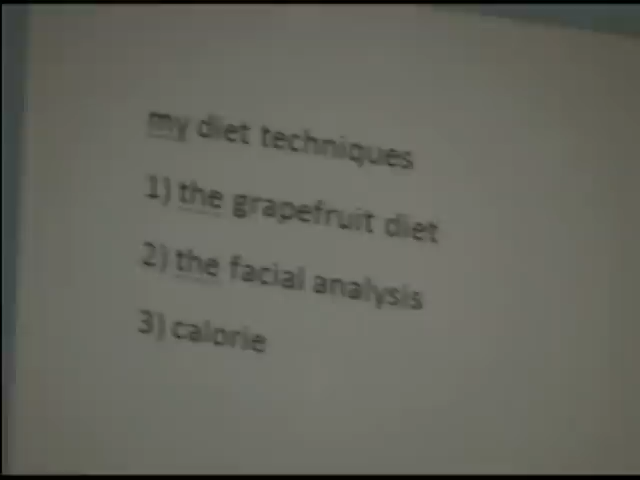 my diet techniques
1) the grapefruit diet
2) the facial analysis
3) calorie